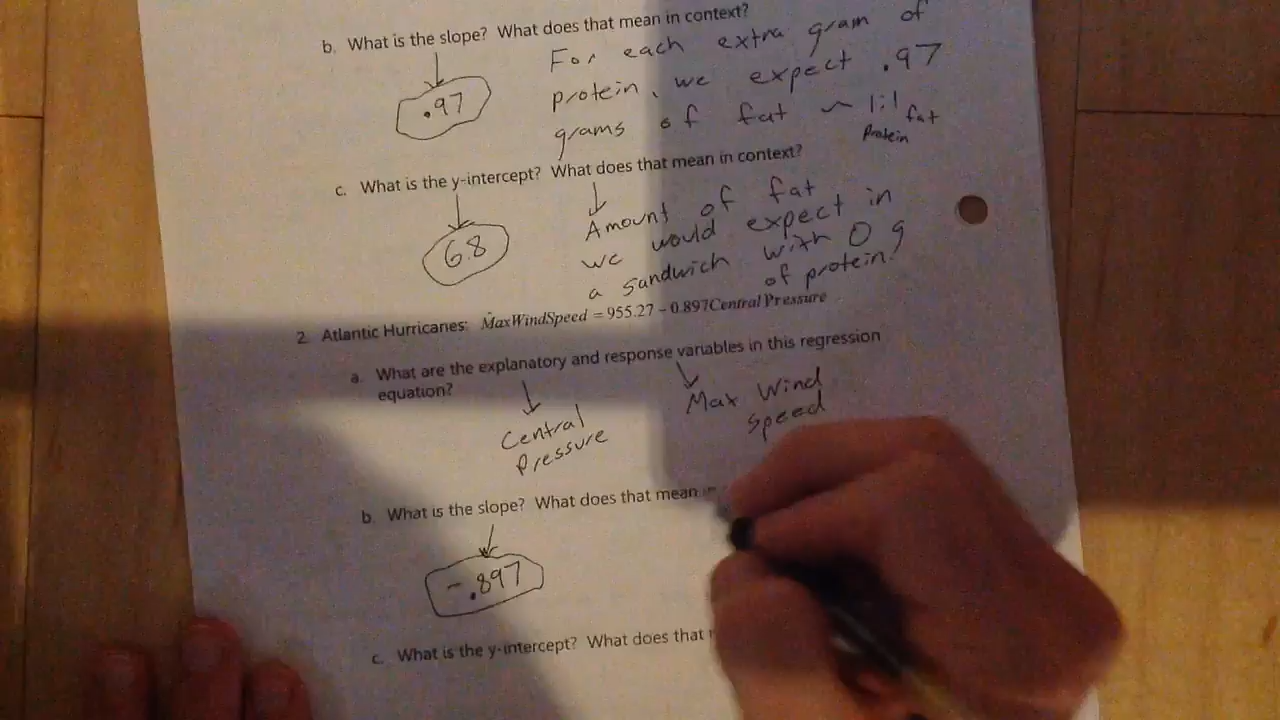 b. What is the slope? What does that mean in context?
.97
For each extra gram of
protein, we expect .97
grams of fat ~ 1:1
Protein fat
c. What is the y-intercept? What does that mean in context?
6.8
Amount of fat
we would expect in
a sandwich with 0 g
of protein.
2. Atlantic Hurricanes: M̂axWindSpeed = 955.27 – 0.897Central Pressure
a. What are the explanatory and response variables in this regression
equation?
Central
Pressure
Max Wind
Speed
b. What is the slope? What does that mean
-.897
c. What is the y-intercept? What does that